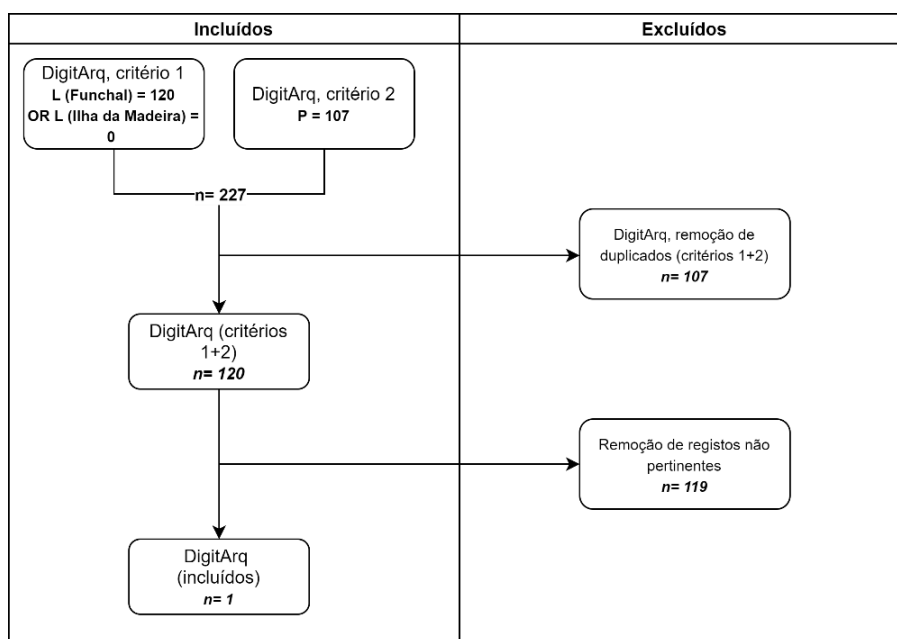 Incluídos
Excluídos
DigitArq, critério 1
L (Funchal) = 120
OR L (Ilha da Madeira) =
0
DigitArq, critério 2
P = 107
n= 227
DigitArq, remoção de
duplicados (critérios 1+2)
n= 107
DigitArq (critérios
1+2)
n= 120
Remoção de registos não
pertinentes
n= 119
DigitArq
(incluídos)
n= 1